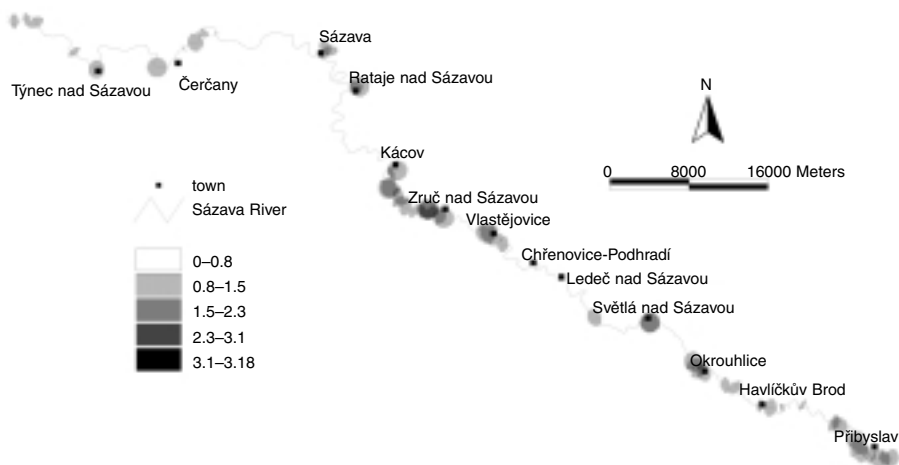 Sázava
Týnec nad Sázavou
Čerčany
Rataje nad Sázavou
N
0 8000 16000 Meters
Kácov
town
Sázava River
Zruč nad Sázavou
Vlastějovice
Chřenovice-Podhradí
Ledeč nad Sázavou
0–0.8
0.8–1.5
1.5–2.3
2.3–3.1
3.1–3.18
Světlá nad Sázavou
Okrouhlice
Havlíčkův Brod
Přibyslav